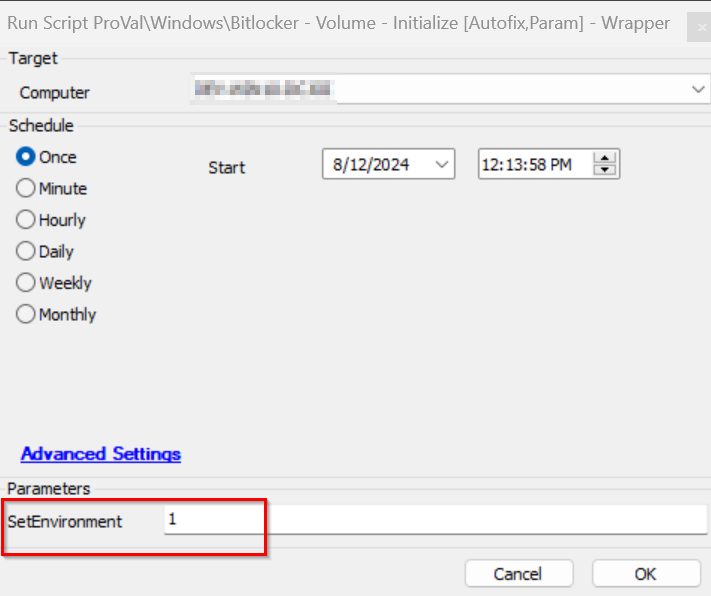 Run Script ProVal\Windows\Bitlocker - Volume - Initialize [Autofix,Param] - Wrapper
Target
Computer
Schedule
Once
Start
8/12/2024
12:13:58 PM
Minute
Hourly
Daily
Weekly
Monthly
Advanced Settings
Parameters
SetEnvironment
1
Cancel
OK